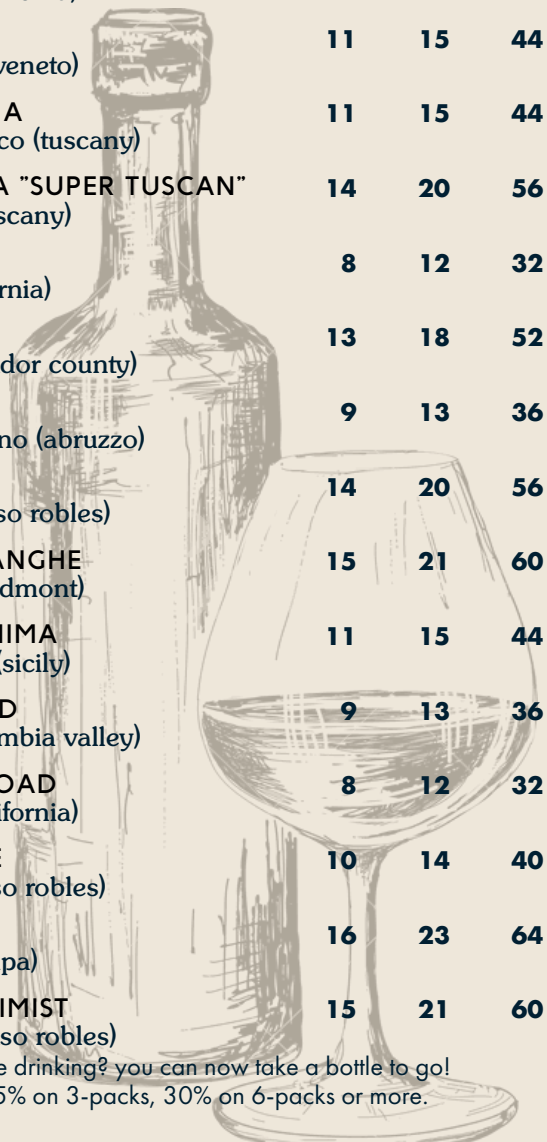 11 15 44
veneto)
A 11 15 44
co (tuscany)
A "SUPER TUSCAN" 14 20 56
scany)
8 12 32
rnia)
13 18 52
dor county)
9 13 36
no (abruzzo)
14 20 56
so robles)
ANGHE 15 21 60
dmont)
NIMA 11 15 44
(sicily)
D 9 13 36
mbia valley)
OAD 8 12 32
ifornia)
E 10 14 40
so robles)
16 23 64
pa)
IMIST 15 21 60
so robles)
e drinking? you can now take a bottle to go!
5% on 3-packs, 30% on 6-packs or more.